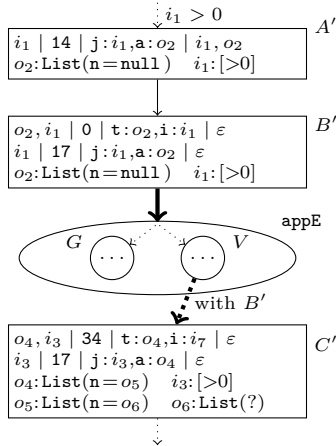 i₁ > 0
A′
i₁ | 14 | j:i₁,a:o₂ | i₁, o₂
o₂:List(n=null) i₁:[>0]
B′
o₂, i₁ | 0 | t:o₂,i:i₁ | ε
i₁ | 17 | j:i₁,a:o₂ | ε
o₂:List(n=null) i₁:[>0]
appE
G V
··· ···
with B′
C′
o₄, i₃ | 34 | t:o₄,i:i₇ | ε
i₃ | 17 | j:i₃,a:o₄ | ε
o₄:List(n=o₅) i₃:[>0]
o₅:List(n=o₆) o₆:List(?)